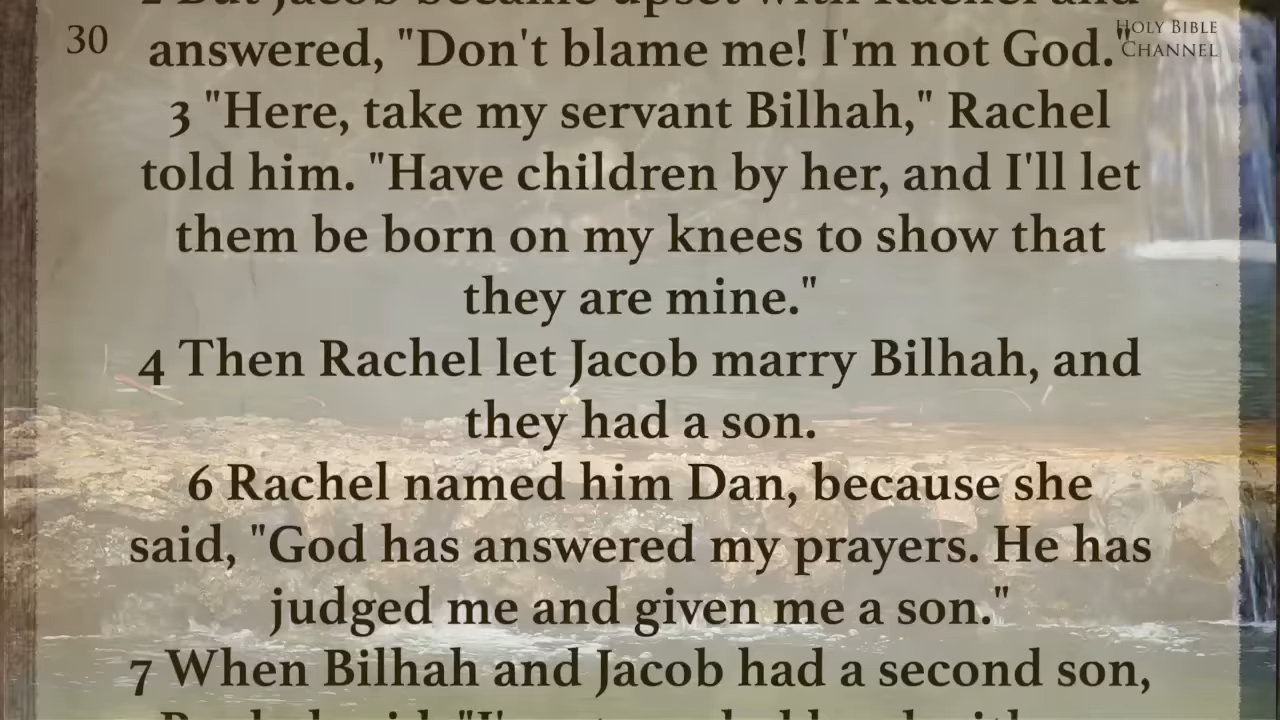 2 But Jacob became upset with Rachel and
30
answered, "Don't blame me! I'm not God."
HOLY BIBLE
CHANNEL
3 "Here, take my servant Bilhah," Rachel
told him. "Have children by her, and I'll let
them be born on my knees to show that
they are mine."
4 Then Rachel let Jacob marry Bilhah, and
they had a son.
6 Rachel named him Dan, because she
said, "God has answered my prayers. He has
judged me and given me a son."
7 When Bilhah and Jacob had a second son,